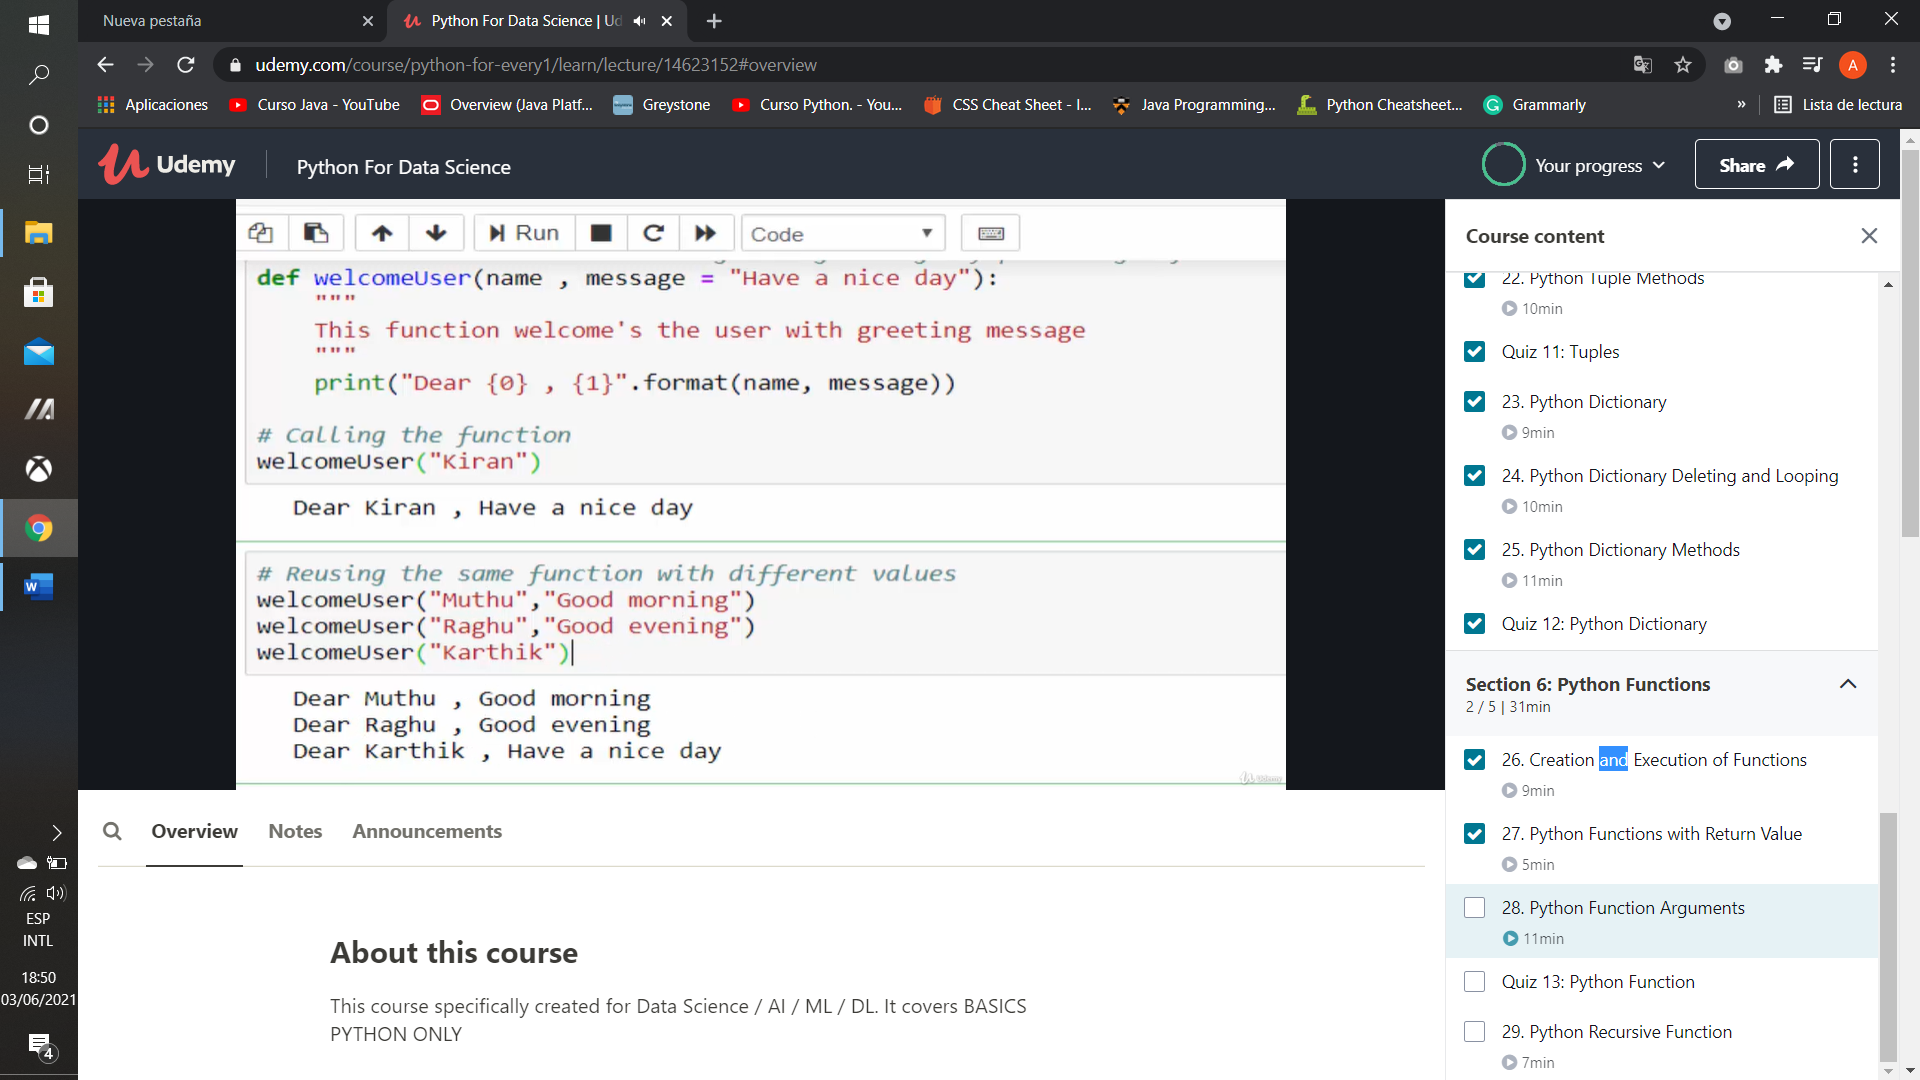 Nueva pestaña
Python For Data Science | Ud
udemy.com/course/python-for-every1/learn/lecture/14623152#overview
A
Aplicaciones
Curso Java - YouTube
Overview (Java Platf...
Greystone
Curso Python. - You...
CSS Cheat Sheet - I...
Java Programming...
Python Cheatsheet...
Grammarly
»
Lista de lectura
Udemy
Python For Data Science
Your progress
Share
Run
Code
def welcomeUser(name , message = "Have a nice day"):
"""
This function welcome's the user with greeting message
"""
print("Dear {0} , {1}".format(name, message))
# Calling the function
welcomeUser("Kiran")
Dear Kiran , Have a nice day
# Reusing the same function with different values
welcomeUser("Muthu","Good morning")
welcomeUser("Raghu","Good evening")
welcomeUser("Karthik")
Dear Muthu , Good morning
Dear Raghu , Good evening
Dear Karthik , Have a nice day
Udemy
Course content
22. Python Tuple Methods
10min
Quiz 11: Tuples
23. Python Dictionary
9min
24. Python Dictionary Deleting and Looping
10min
25. Python Dictionary Methods
11min
Quiz 12: Python Dictionary
Section 6: Python Functions
2 / 5 | 31min
26. Creation and Execution of Functions
9min
27. Python Functions with Return Value
5min
28. Python Function Arguments
11min
Quiz 13: Python Function
29. Python Recursive Function
7min
Overview
Notes
Announcements
About this course
This course specifically created for Data Science / AI / ML / DL. It covers BASICS
PYTHON ONLY
W
ESP
INTL
18:50
03/06/2021
4